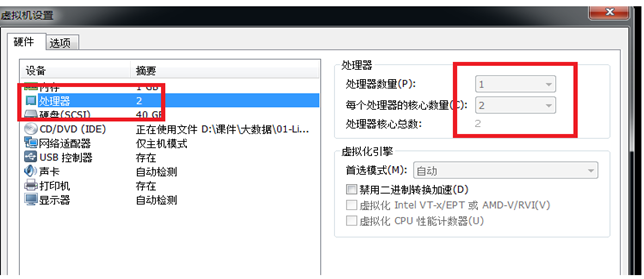 虚拟机设置
硬件 选项
设备 摘要
内存 1 GB
处理器 2
硬盘(SCSI) 40 GB
CD/DVD (IDE) 正在使用文件 D:\课件\大数据\01-Li...
网络适配器 仅主机模式
USB 控制器 存在
声卡 自动检测
打印机 存在
显示器 自动检测
处理器
处理器数量(P): 1
每个处理器的核心数量(C): 2
处理器核心总数: 2
虚拟化引擎
首选模式(M): 自动
禁用二进制转换加速(D)
虚拟化 Intel VT-x/EPT 或 AMD-V/RVI(V)
虚拟化 CPU 性能计数器(U)